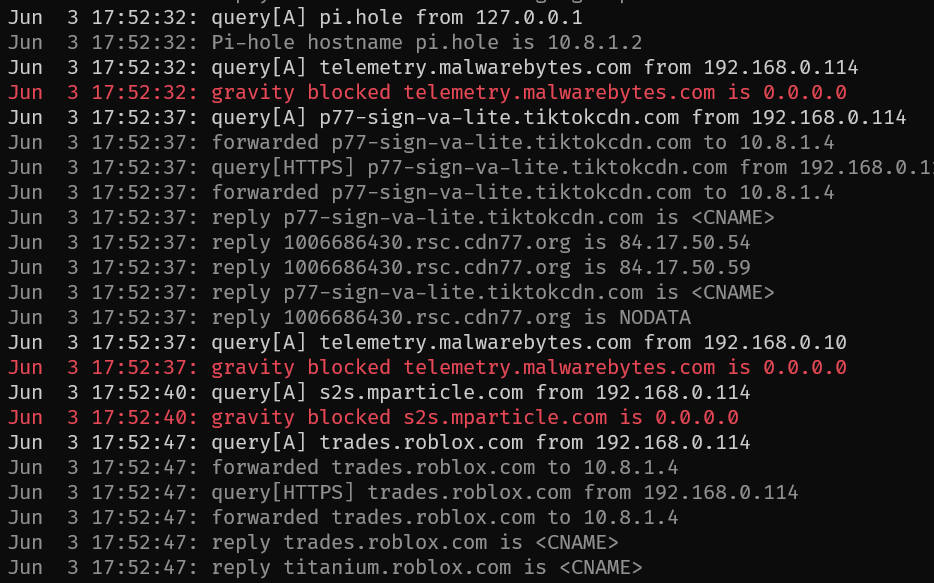 Jun  3 17:52:32: query[A] pi.hole from 127.0.0.1
Jun  3 17:52:32: Pi-hole hostname pi.hole is 10.8.1.2
Jun  3 17:52:32: query[A] telemetry.malwarebytes.com from 192.168.0.114
Jun  3 17:52:32: gravity blocked telemetry.malwarebytes.com is 0.0.0.0
Jun  3 17:52:37: query[A] p77-sign-va-lite.tiktokcdn.com from 192.168.0.114
Jun  3 17:52:37: forwarded p77-sign-va-lite.tiktokcdn.com to 10.8.1.4
Jun  3 17:52:37: query[HTTPS] p77-sign-va-lite.tiktokcdn.com from 192.168.0.1
Jun  3 17:52:37: forwarded p77-sign-va-lite.tiktokcdn.com to 10.8.1.4
Jun  3 17:52:37: reply p77-sign-va-lite.tiktokcdn.com is <CNAME>
Jun  3 17:52:37: reply 1006686430.rsc.cdn77.org is 84.17.50.54
Jun  3 17:52:37: reply 1006686430.rsc.cdn77.org is 84.17.50.59
Jun  3 17:52:37: reply p77-sign-va-lite.tiktokcdn.com is <CNAME>
Jun  3 17:52:37: reply 1006686430.rsc.cdn77.org is NODATA
Jun  3 17:52:37: query[A] telemetry.malwarebytes.com from 192.168.0.10
Jun  3 17:52:37: gravity blocked telemetry.malwarebytes.com is 0.0.0.0
Jun  3 17:52:40: query[A] s2s.mparticle.com from 192.168.0.114
Jun  3 17:52:40: gravity blocked s2s.mparticle.com is 0.0.0.0
Jun  3 17:52:47: query[A] trades.roblox.com from 192.168.0.114
Jun  3 17:52:47: forwarded trades.roblox.com to 10.8.1.4
Jun  3 17:52:47: query[HTTPS] trades.roblox.com from 192.168.0.114
Jun  3 17:52:47: forwarded trades.roblox.com to 10.8.1.4
Jun  3 17:52:47: reply trades.roblox.com is <CNAME>
Jun  3 17:52:47: reply titanium.roblox.com is <CNAME>